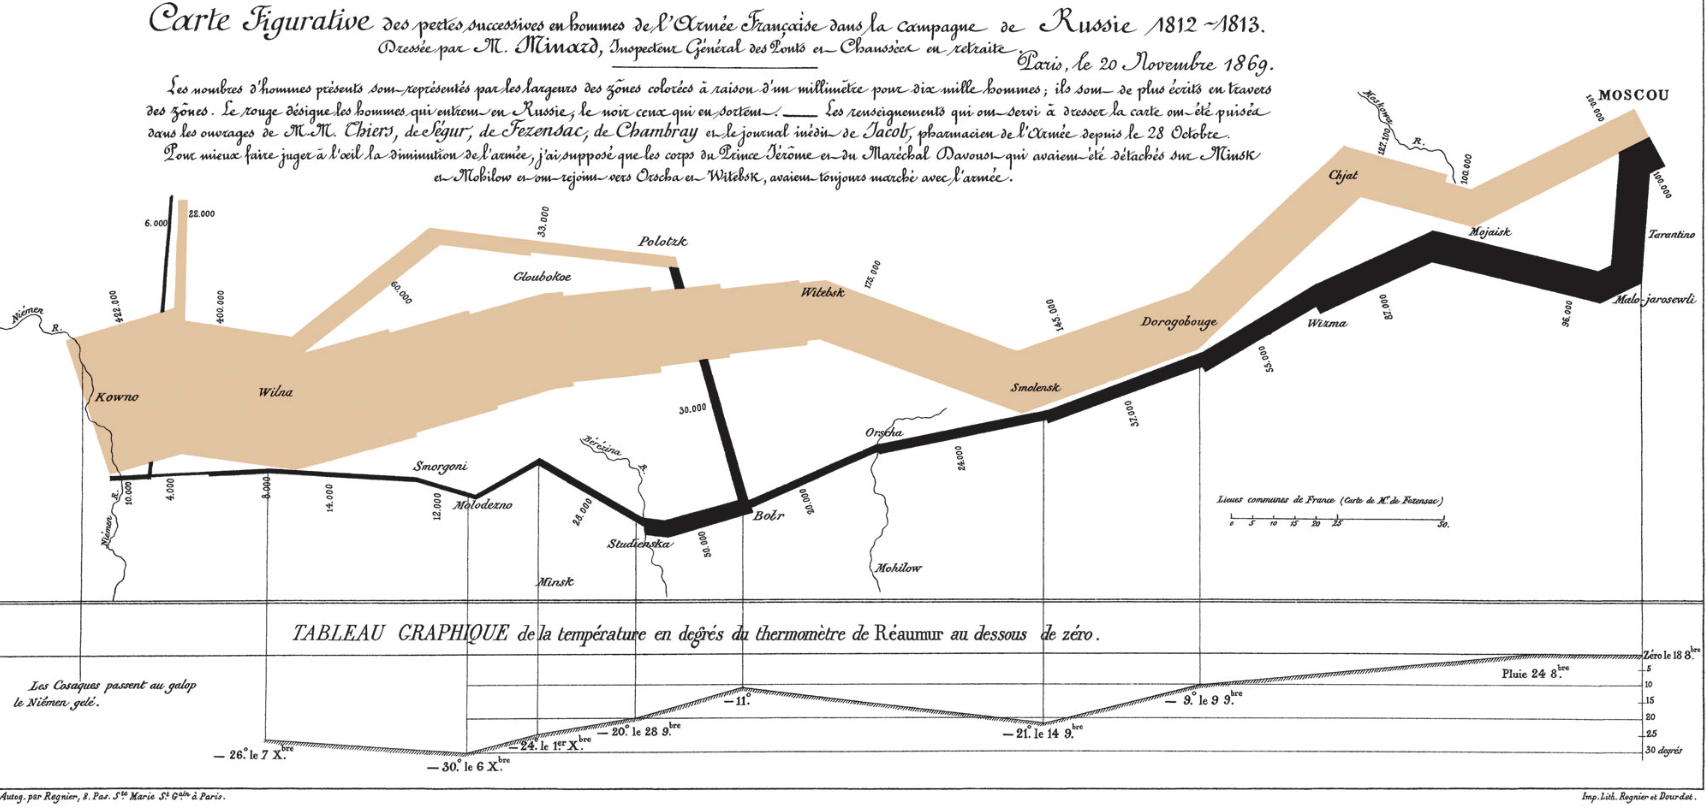 Carte Figurative des pertes successives en hommes de l'Armée Française dans la campagne de Russie 1812~1813.
Dressée par M. Minard, Inspecteur Général des Ponts et Chaussées en retraite.
Paris, le 20 Novembre 1869.
Les nombres d'hommes présents sont représentés par les largeurs des zones colorées à raison d'un millimètre pour dix mille hommes; ils sont de plus écrits en travers
des zones. Le rouge désigne les hommes qui entrent en Russie, le noir ceux qui en sortent. — Les renseignements qui ont servi à dresser la carte ont été puisés
dans les ouvrages de M.M. Thiers, de Ségur, de Fezensac, de Chambray et le journal inédit de Jacob, pharmacien de l'Armée depuis le 28 Octobre.
Pour mieux faire juger à l'œil la diminution de l'armée, j'ai supposé que les corps du Prince Jérôme et du Maréchal Davoust qui avaient été détachés sur Minsk
et Mohilow et ont rejoint vers Orscha et Witebsk, avaient toujours marché avec l'armée.
MOSCOU
100.000
Moskowa R.
127.100
100.000
Chjat
100.000
Mojaisk
Tarantino
Malo-jarosewli
6.000
22.000
33.000
Polotzk
Gloubokoe
60.000
422.000
400.000
Niémen R.
Witebsk
175.000
145.000
Dorogobouge
Wizma
82.000
96.000
55.000
Kowno
Wilna
Smolensk
37.000
30.000
Orscha
24.000
Bérézina R.
Smorgoni
Molodezno
10.000
4.000
8.000
14.000
12.000
28.000
20.000
Bobr
50.000
Studienska
Niémen R.
Minsk
Mohilow
Lieues communes de France (Carte de M. de Fezensac)
0 5 10 15 20 25 50.
TABLEAU GRAPHIQUE de la température en degrés du thermomètre de Réaumur au dessous de zéro.
Les Cosaques passent au galop
le Niémen gelé.
Zéro le 18 8.bre
5
10
15
20
25
30 degrés
Pluie 24 8.bre
— 9.° le 9 9.bre
— 21.° le 14 9.bre
— 11.°
— 20.° le 28 9.bre
— 24.° le 1er X.bre
— 30.° le 6 X.bre
— 26.° le 7 X.bre
Autog. par Regnier, 8. Pas. Ste Marie St Gain à Paris.
Imp. Lith. Regnier et Dourdet.